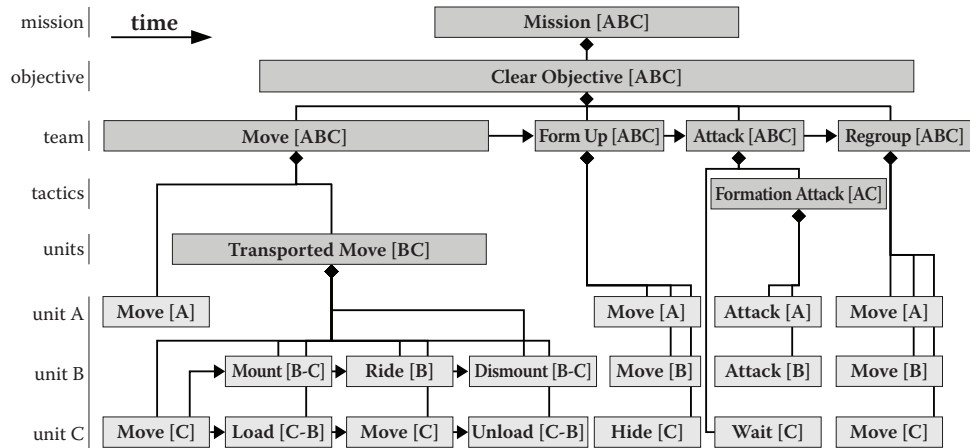 mission
Mission [ABC]
time
objective
Clear Objective [ABC]
team
Move [ABC]
Form Up [ABC]
Attack [ABC]
Regroup [ABC]
tactics
Formation Attack [AC]
units
Transported Move [BC]
unit A
Move [A]
Move [A]
Attack [A]
Move [A]
unit B
Mount [B-C]
Ride [B]
Dismount [B-C]
Move [B]
Attack [B]
Move [B]
unit C
Move [C]
Load [C-B]
Move [C]
Unload [C-B]
Hide [C]
Wait [C]
Move [C]